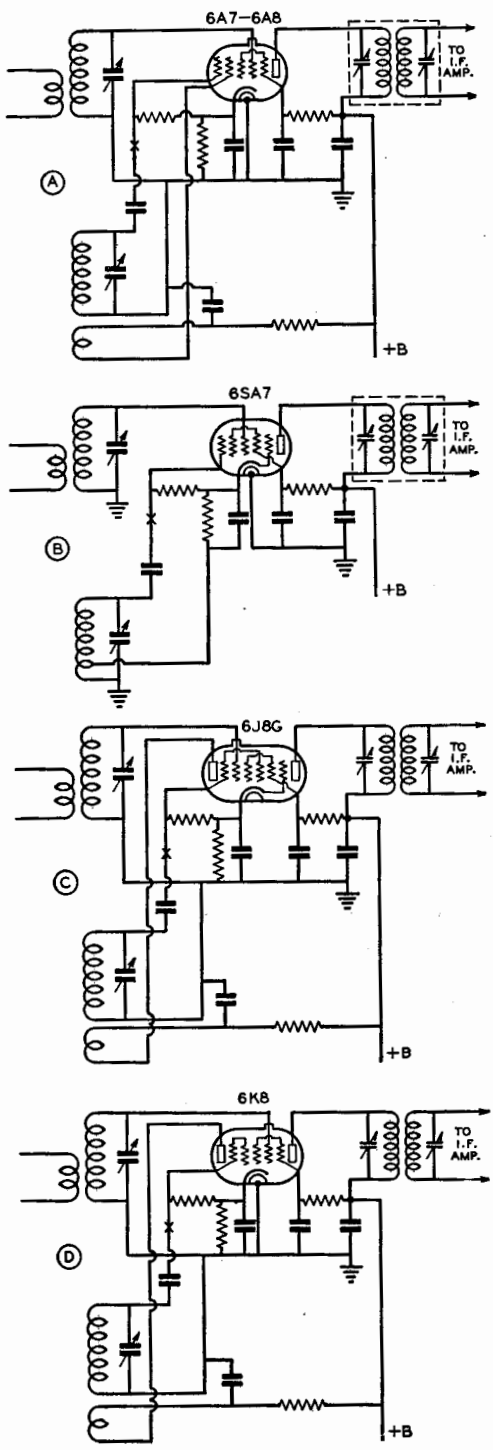 6A7-6A8
TO
I.F.
AMP.
A
+B
6SA7
TO
I.F.
AMP.
B
+B
6J8G
TO
I.F.
AMP.
C
+B
6K8
TO
I.F.
AMP.
D
+B